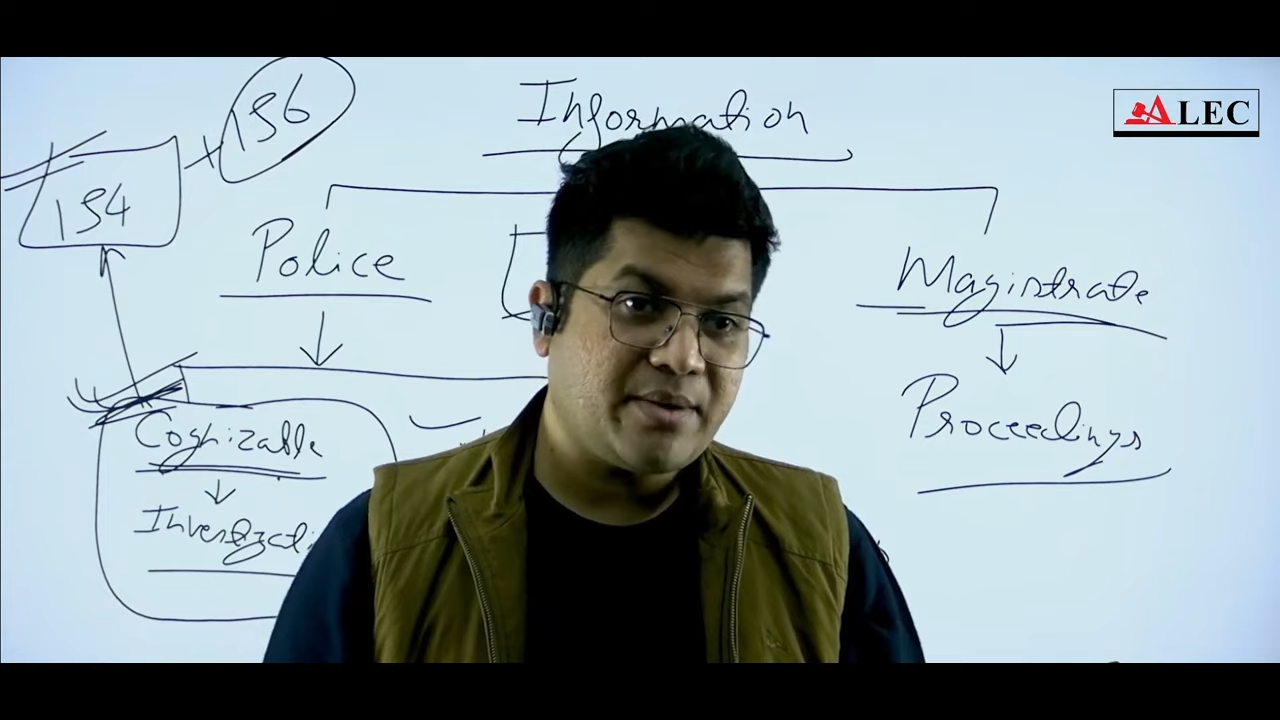 156
154
Information
ALEC
Police
Magistrate
Proceedings
Cognizable